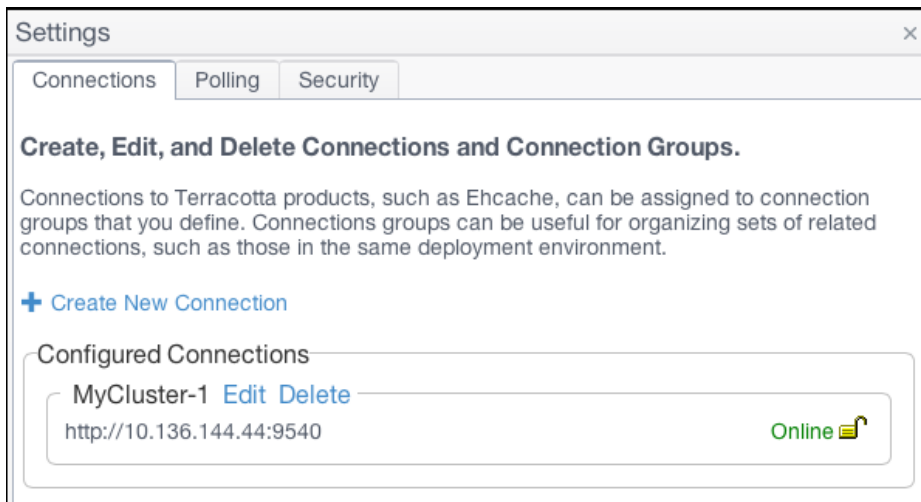 Settings
Connections Polling Security
Create, Edit, and Delete Connections and Connection Groups.
Connections to Terracotta products, such as Ehcache, can be assigned to connection
groups that you define. Connections groups can be useful for organizing sets of related
connections, such as those in the same deployment environment.
Create New Connection
Configured Connections
MyCluster-1 Edit Delete
http://10.136.144.44:9540 Online